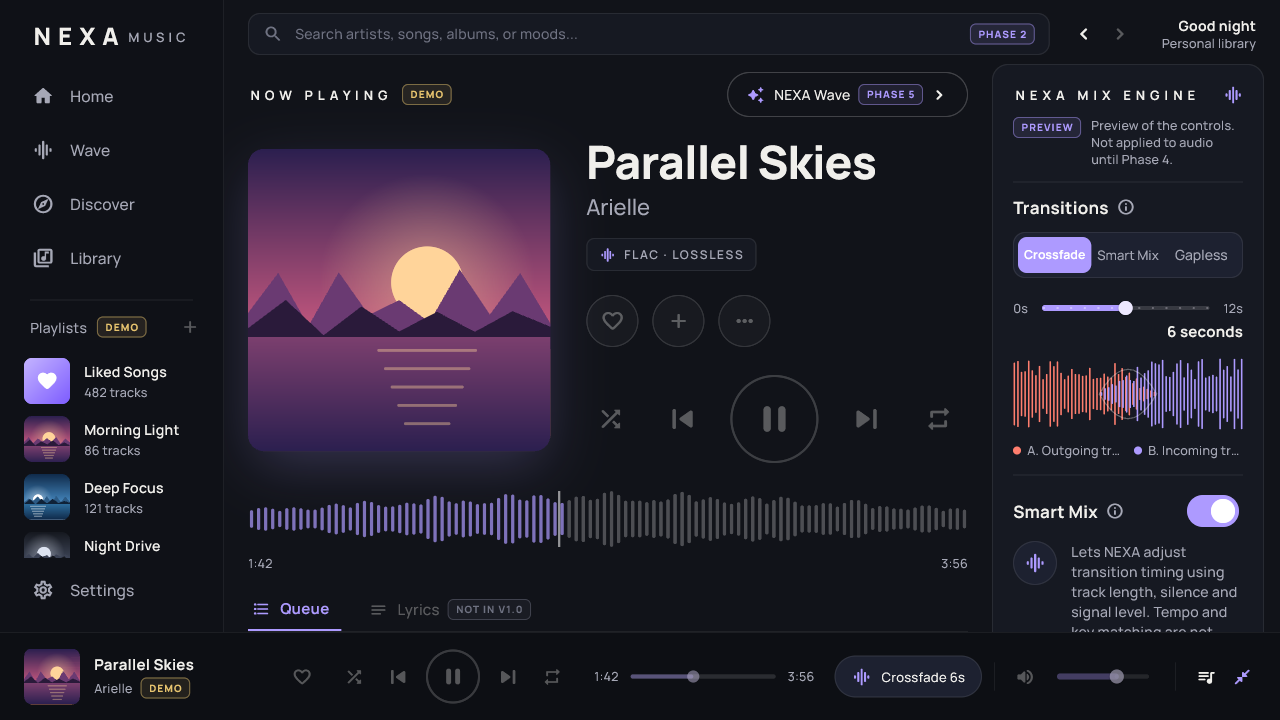 NEXA MUSIC
Home
Wave
Discover
Library
Playlists DEMO
Liked Songs
482 tracks
Morning Light
86 tracks
Deep Focus
121 tracks
Night Drive
Settings
Search artists, songs, albums, or moods... PHASE 2
Good night
Personal library
NOW PLAYING DEMO
NEXA Wave PHASE 5
Parallel Skies
Arielle
FLAC · LOSSLESS
1:42 3:56
Queue Lyrics NOT IN V1.0
NEXA MIX ENGINE
PREVIEW Preview of the controls.
Not applied to audio
until Phase 4.
Transitions
Crossfade Smart Mix Gapless
0s 12s
6 seconds
A. Outgoing tr... B. Incoming tr...
Smart Mix
Lets NEXA adjust
transition timing using
track length, silence and
signal level. Tempo and
key matching are not
Parallel Skies
Arielle DEMO
1:42 3:56
Crossfade 6s